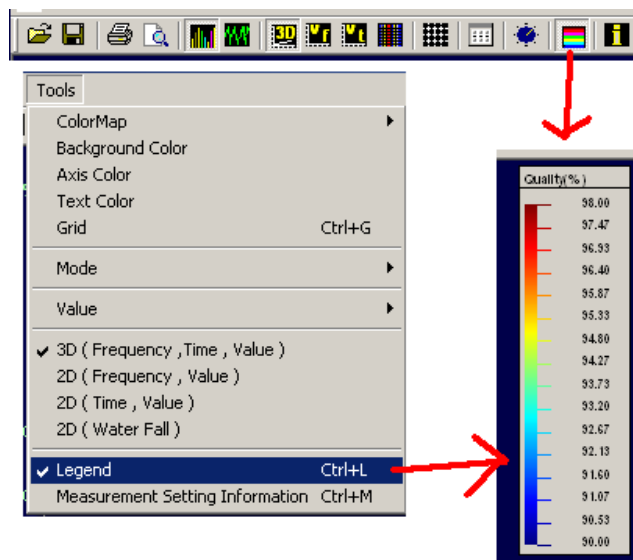 3D
Vf
Vt
Tools
ColorMap
Background Color
Axis Color
Text Color
Grid Ctrl+G
Mode
Value
3D ( Frequency ,Time , Value )
2D ( Frequency , Value )
2D ( Time , Value )
2D ( Water Fall )
Legend Ctrl+L
Measurement Setting Information Ctrl+M
Quality(%)
98.00
97.47
96.93
96.40
95.87
95.33
94.80
94.27
93.73
93.20
92.67
92.13
91.60
91.07
90.53
90.00